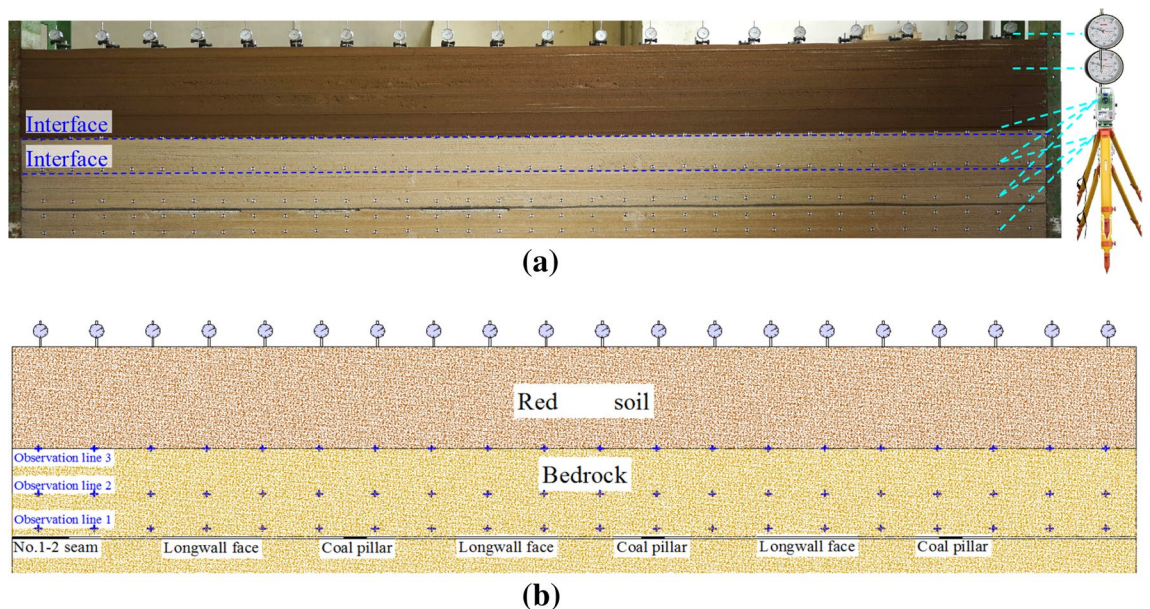 Interface
Interface
(a)
Red soil
Observation line 3
Bedrock
Observation line 2
Observation line 1
No.1-2 seam Longwall face Coal pillar Longwall face Coal pillar Longwall face Coal pillar
(b)